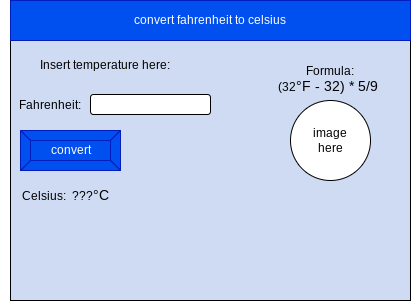 convert fahrenheit to celsius
Insert temperature here:
Fahrenheit:
convert
Celsius: ???°C
Formula:
(32°F - 32) * 5/9
image
here